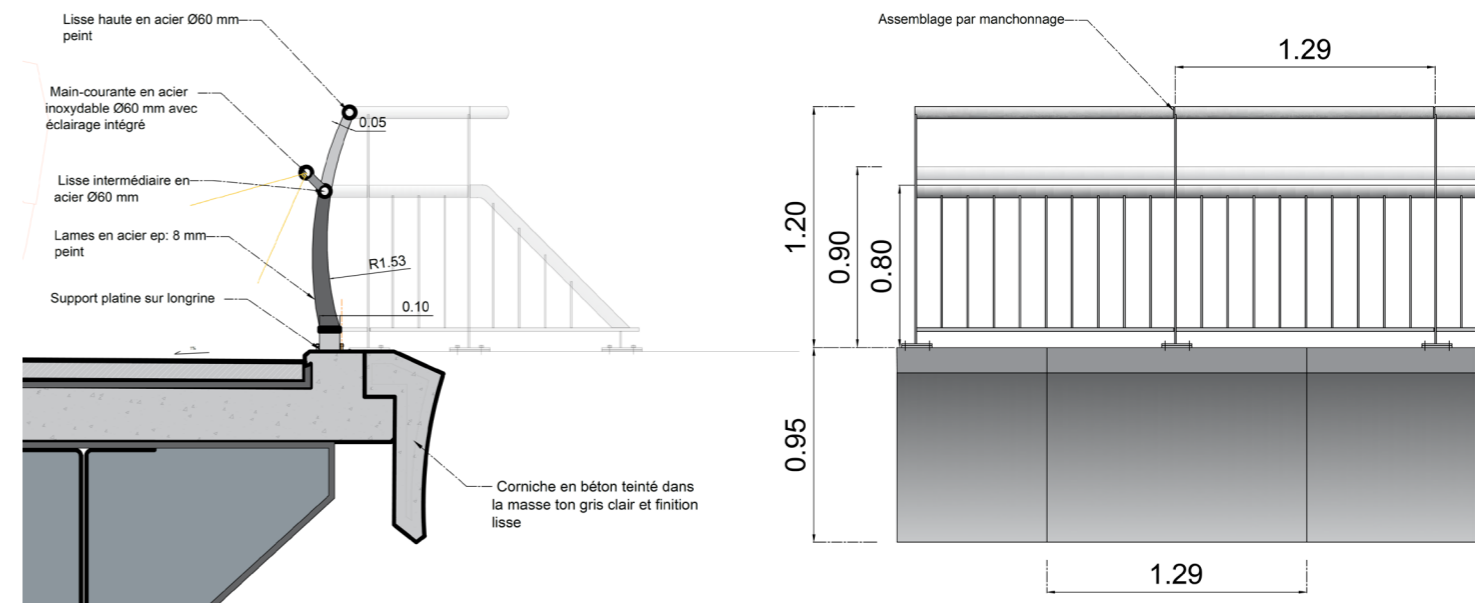 Lisse haute en acier Ø60 mm
peint
Main-courante en acier
inoxydable Ø60 mm avec
éclairage intégré
Lisse intermédiaire en
acier Ø60 mm
Lames en acier ep: 8 mm
peint
Support platine sur longrine
0.05
R1.53
0.10
Corniche en béton teinté dans
la masse ton gris clair et finition
lisse
Assemblage par manchonnage
1.29
1.20
0.90
0.80
0.95
1.29